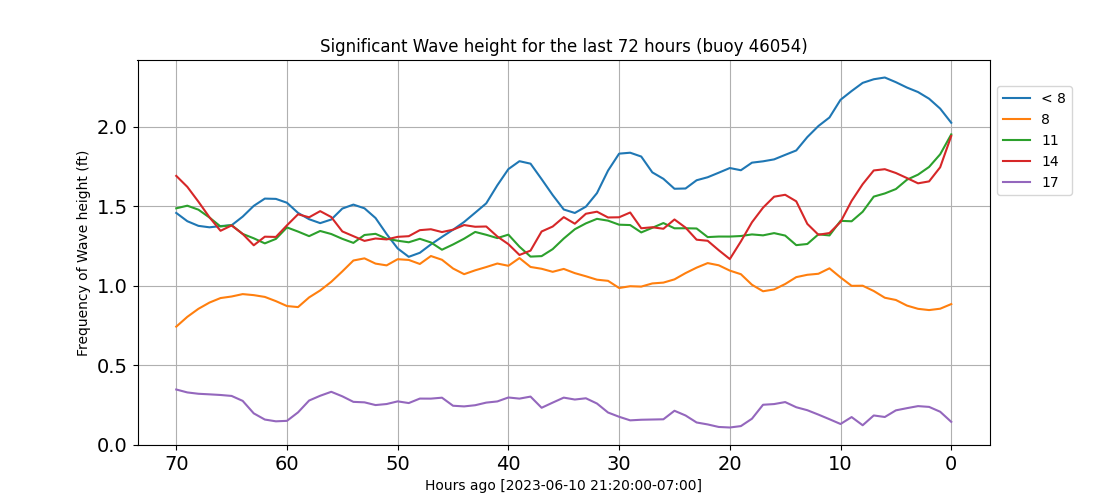 Significant Wave height for the last 72 hours (buoy 46054)
Frequency of Wave height (ft)
2.0
1.5
1.0
0.5
0.0
70 60 50 40 30 20 10 0
Hours ago [2023-06-10 21:20:00-07:00]
< 8
8
11
14
17